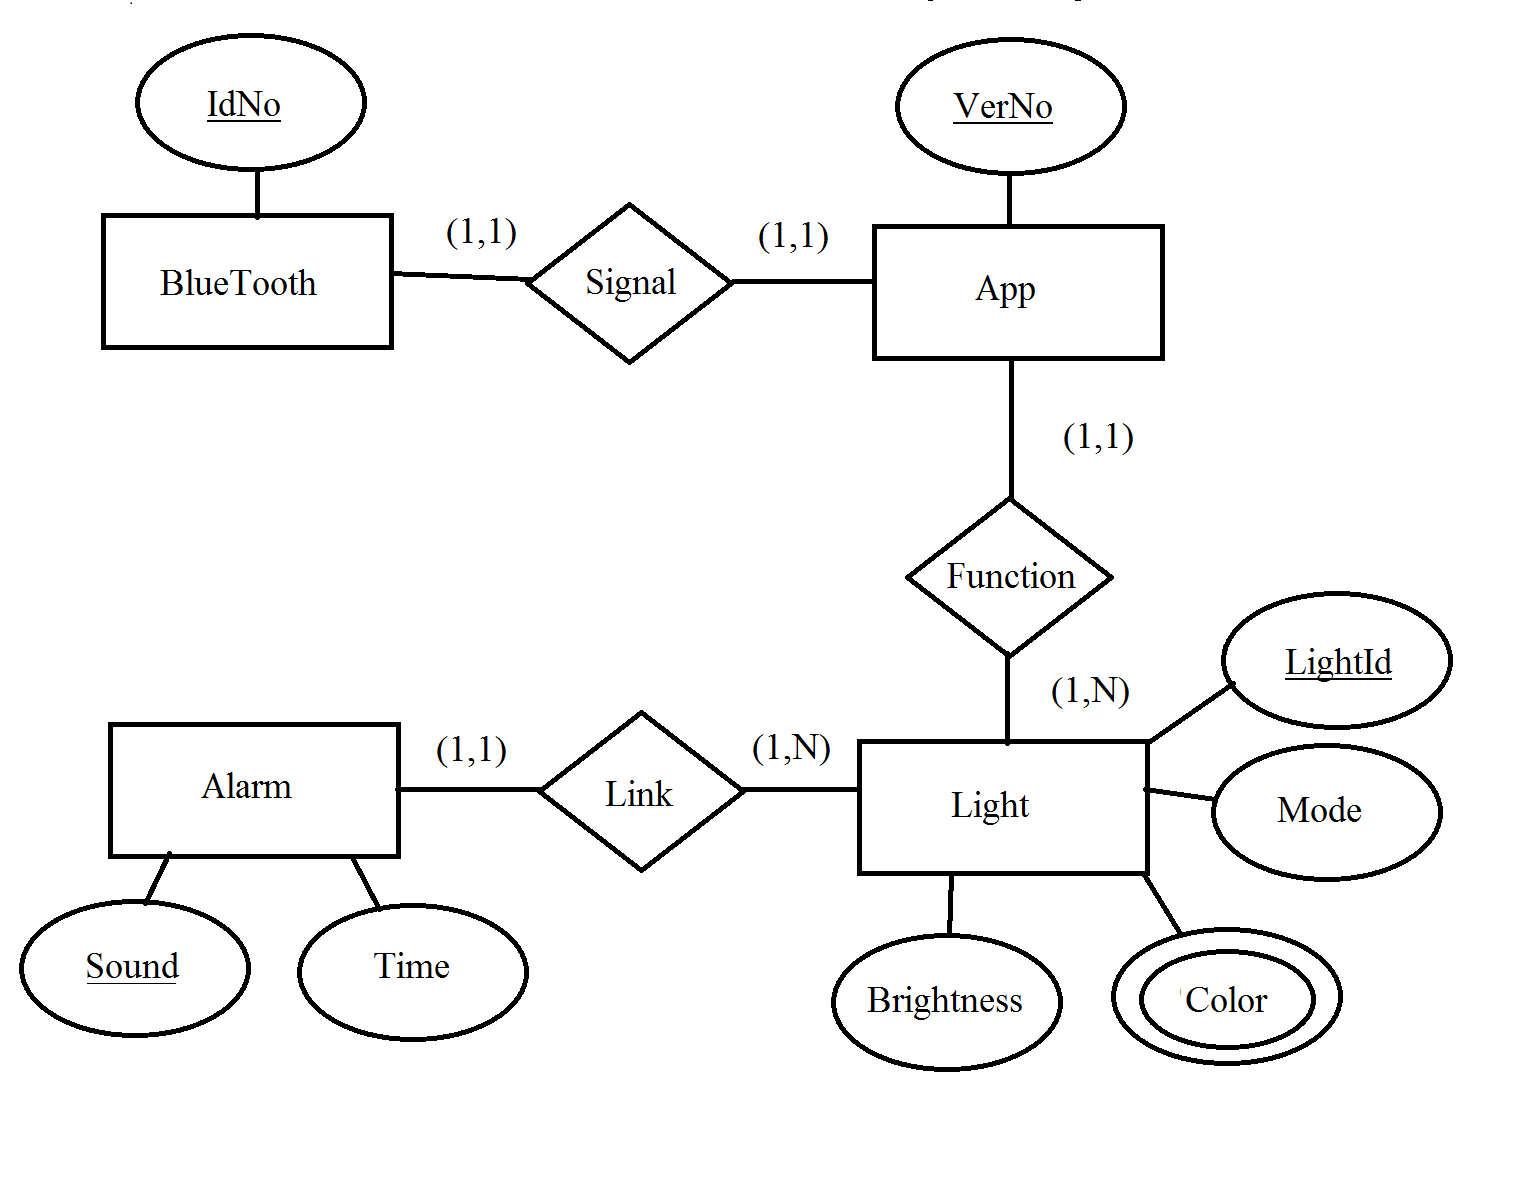 IdNo
VerNo
(1,1)
(1,1)
BlueTooth
Signal
App
(1,1)
Function
LightId
(1,N)
Alarm
(1,1)
Link
(1,N)
Light
Mode
Sound
Time
Brightness
Color